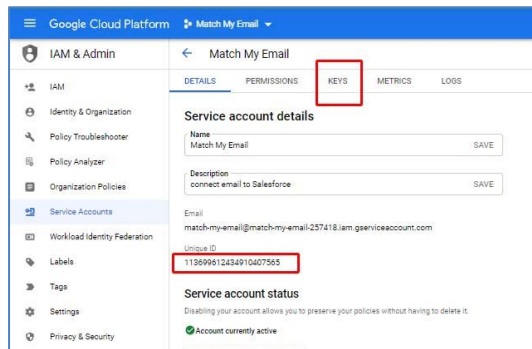 Google Cloud Platform Match My Email
IAM & Admin
Match My Email
DETAILS PERMISSIONS KEYS METRICS LOGS
IAM
Identity & Organization
Policy Troubleshooter
Policy Analyzer
Organization Policies
Service Accounts
Workload Identity Federation
Labels
Tags
Settings
Privacy & Security
Service account details
Name
Match My Email SAVE
Description
connect email to Salesforce SAVE
Email
match-my-email@match-my-email-257418.iam.gserviceaccount.com
Unique ID
113699612434910407565
Service account status
Disabling your account allows you to preserve your policies without having to delete it.
Account currently active